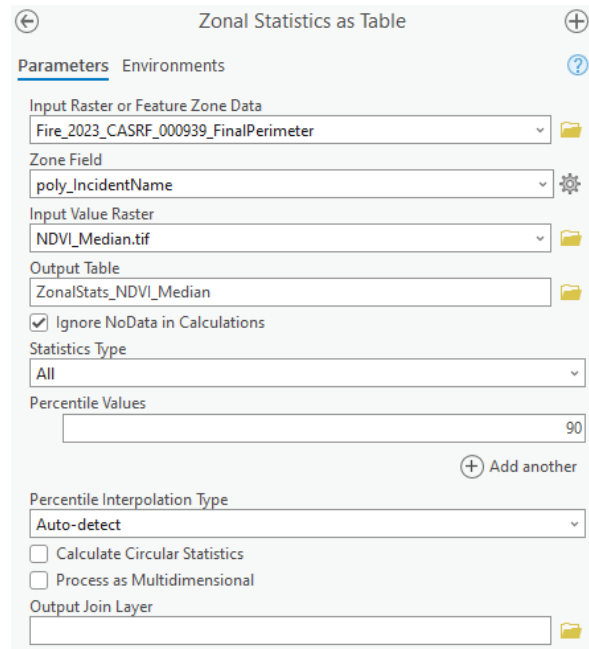 Zonal Statistics as Table
Parameters Environments
?
Input Raster or Feature Zone Data
Fire_2023_CASRF_000939_FinalPerimeter
Zone Field
poly_IncidentName
Input Value Raster
NDVI_Median.tif
Output Table
ZonalStats_NDVI_Median
Ignore NoData in Calculations
Statistics Type
All
Percentile Values
90
Add another
Percentile Interpolation Type
Auto-detect
Calculate Circular Statistics
Process as Multidimensional
Output Join Layer